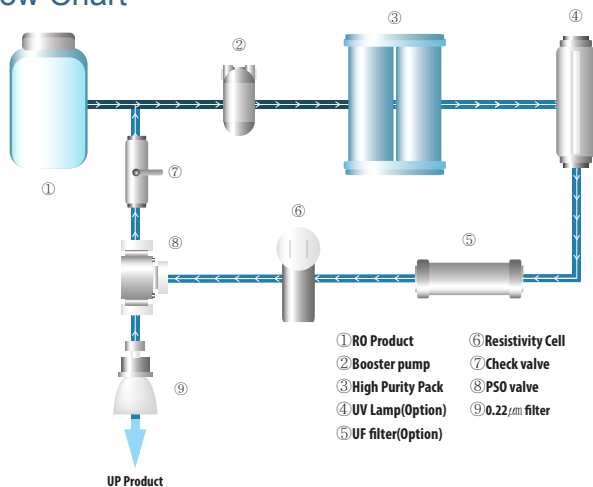 Flow Chart
①
②
③
④
⑦
⑥
⑧
⑤
⑨
①RO Product
②Booster pump
③High Purity Pack
④UV Lamp(Option)
⑤UF filter(Option)
⑥Resistivity Cell
⑦Check valve
⑧PSO valve
⑨0.22㎛ filter
UP Product